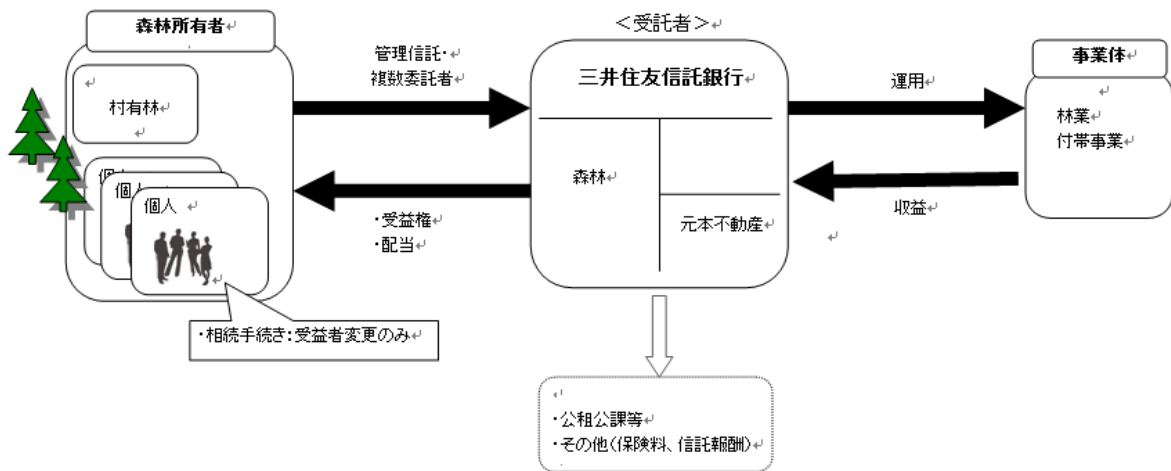 森林所有者
村有林
個人
個人
個人
・相続手続き：受益者変更のみ
管理信託・
複数委託者
・受益権
・配当
＜受託者＞
三井住友信託銀行
森林
元本不動産
・公租公課等
・その他（保険料、信託報酬）
運用
収益
事業体
林業
付帯事業